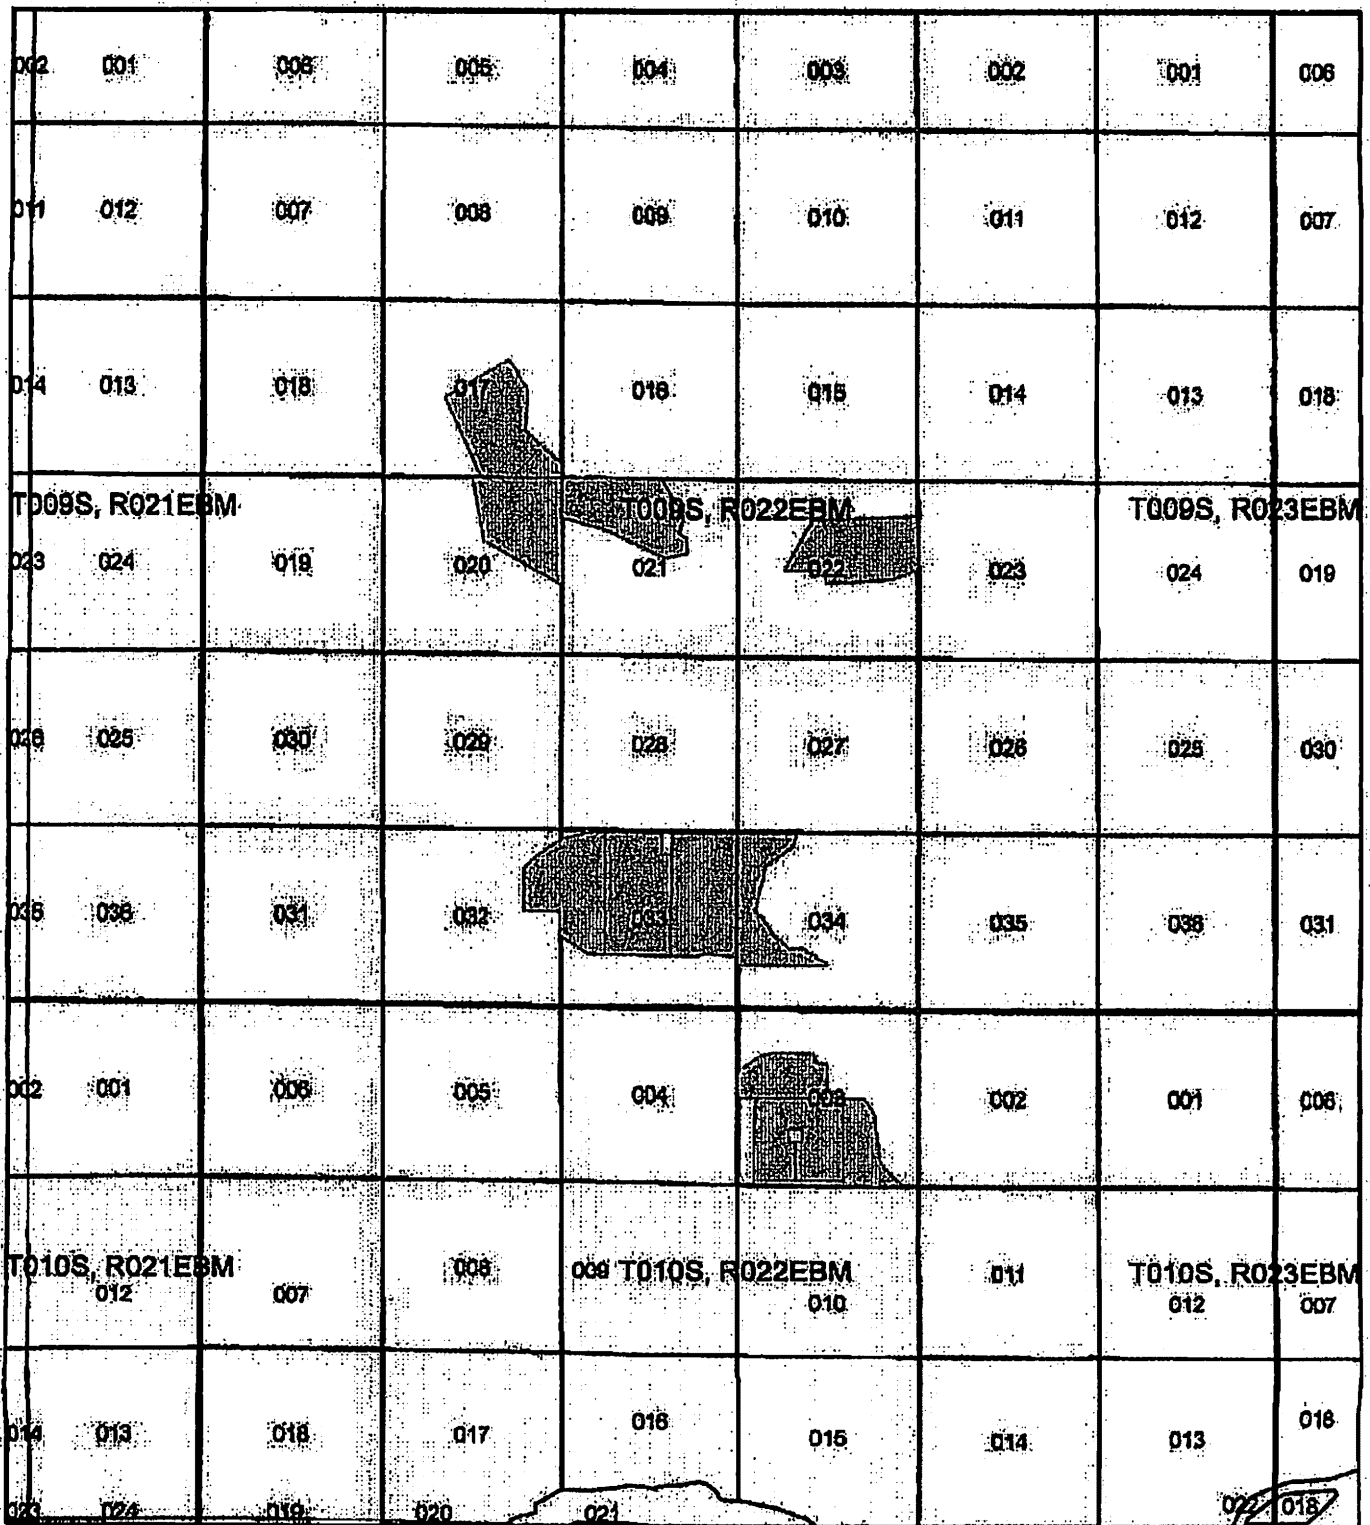 002 001 006 005 004 003 002 001 006
011 012 007 008 009 010 011 012 007
014 013 018 017 016 015 014 013 018
T009S, R021EBM T009S, R022EBM T009S, R023EBM
023 024 019 020 021 022 023 024 019
026 025 030 029 028 027 026 025 030
035 036 031 032 033 034 035 036 031
002 001 006 005 004 003 002 001 006
T010S, R021EBM 008 009 T010S, R022EBM 011 T010S, R023EBM
012 007 010 012 007
014 013 018 017 016 015 014 013 018
023 024 019 020 021 022 018